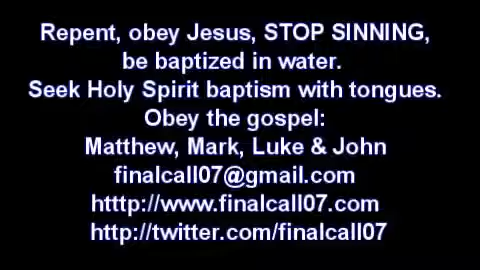 Repent, obey Jesus, STOP SINNING,
be baptized in water.
Seek Holy Spirit baptism with tongues.
Obey the gospel:
Matthew, Mark, Luke & John
finalcall07@gmail.com
htttp://www.finalcall07.com
http://twitter.com/finalcall07